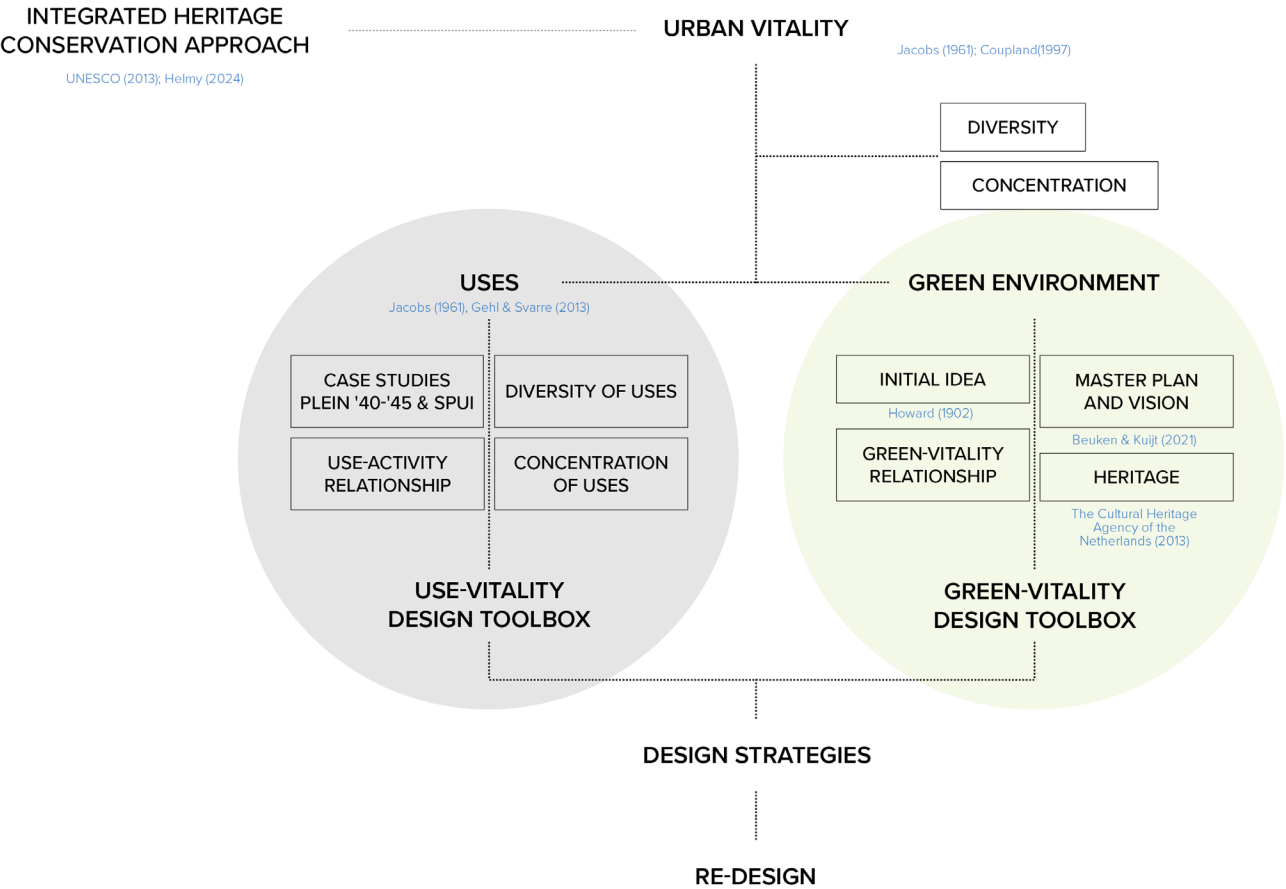 INTEGRATED HERITAGE
CONSERVATION APPROACH
UNESCO (2013); Helmy (2024)
URBAN VITALITY
Jacobs (1961); Coupland(1997)
DIVERSITY
CONCENTRATION
USES
Jacobs (1961), Gehl & Svarre (2013)
CASE STUDIES
PLEIN '40-'45 & SPUI
DIVERSITY OF USES
USE-ACTIVITY
RELATIONSHIP
CONCENTRATION
OF USES
USE-VITALITY
DESIGN TOOLBOX
GREEN ENVIRONMENT
INITIAL IDEA
Howard (1902)
MASTER PLAN
AND VISION
Beuken & Kuijt (2021)
GREEN-VITALITY
RELATIONSHIP
HERITAGE
The Cultural Heritage
Agency of the
Netherlands (2013)
GREEN-VITALITY
DESIGN TOOLBOX
DESIGN STRATEGIES
RE-DESIGN